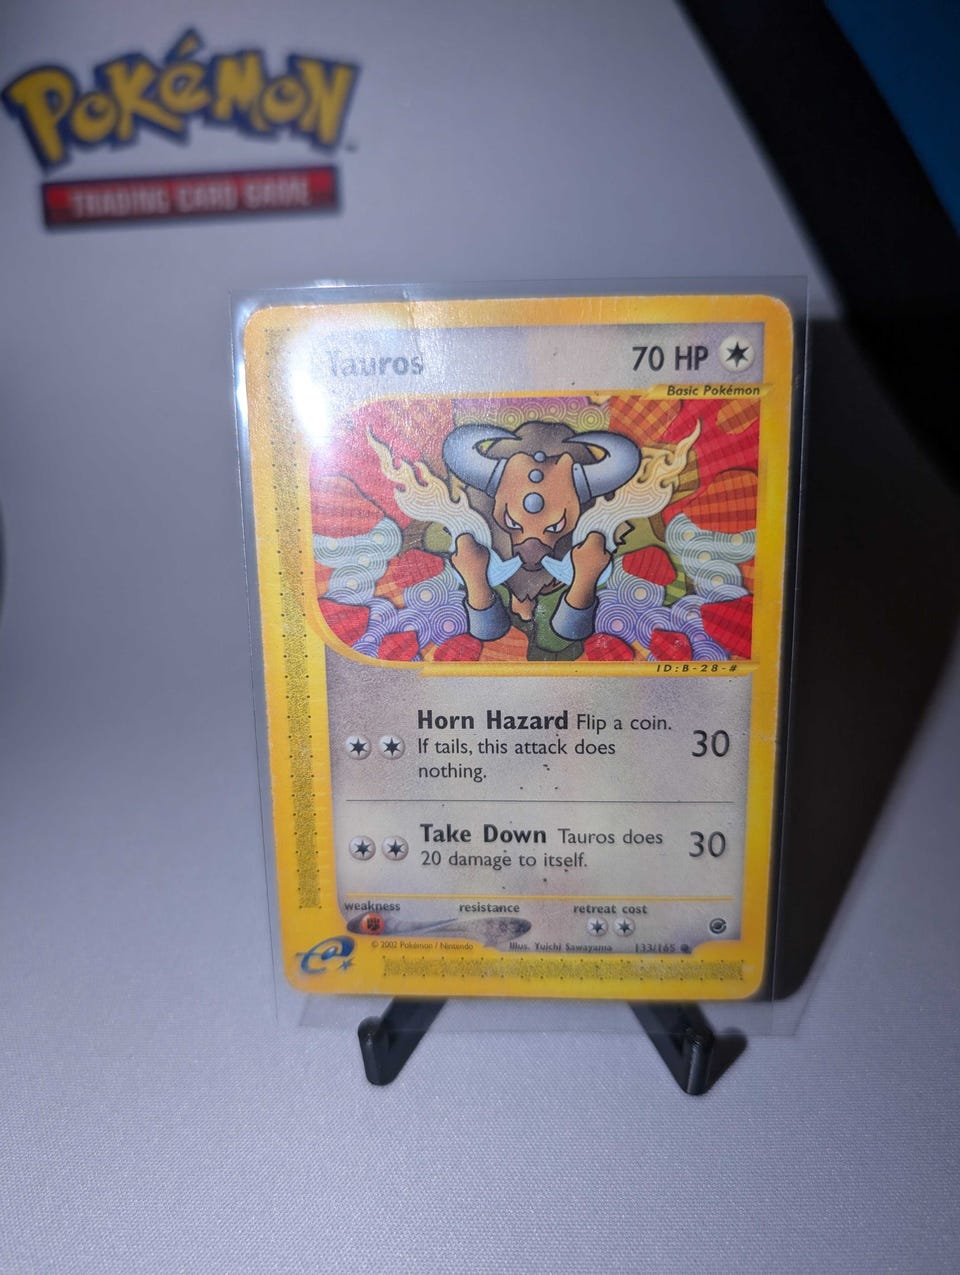 POKéMON
TRADING CARD GAME
Tauros
70 HP
Basic Pokémon
ID:B-28-#
Horn Hazard Flip a coin.
If tails, this attack does
nothing.
30
Take Down Tauros does
20 damage to itself.
30
weakness
resistance
retreat cost
© 2002 Pokémon / Nintendo
Illus. Yuichi Sawayama
133/165
e